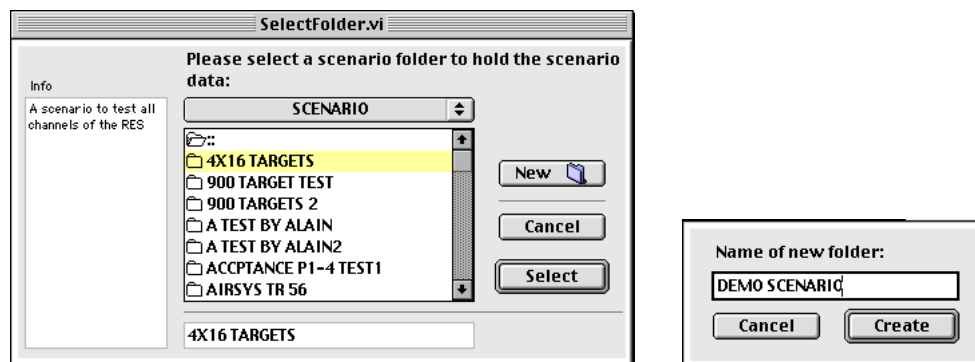 SelectFolder.vi
Info
A scenario to test all
channels of the RES
Please select a scenario folder to hold the scenario
data:
SCENARIO
::
4X16 TARGETS
900 TARGET TEST
900 TARGETS 2
A TEST BY ALAIN
A TEST BY ALAIN2
ACCPTANCE P1-4 TEST1
AIRSYS TR 56
4X16 TARGETS
New
Cancel
Select
Name of new folder:
DEMO SCENARIO
Cancel
Create